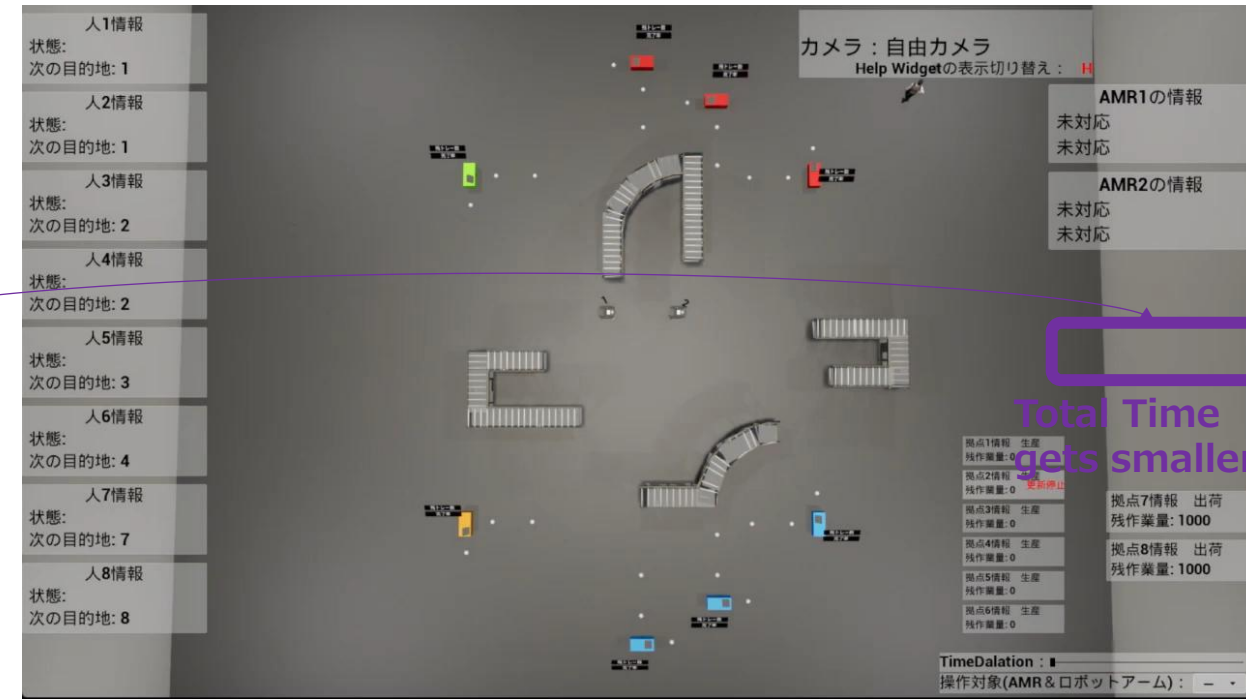 人1情報
状態:
次の目的地: 1
人2情報
状態:
次の目的地: 1
人3情報
状態:
次の目的地: 2
人4情報
状態:
次の目的地: 2
人5情報
状態:
次の目的地: 3
人6情報
状態:
次の目的地: 4
人7情報
状態:
次の目的地: 7
人8情報
状態:
次の目的地: 8
1
2
カメラ：自由カメラ
Help Widgetの表示切り替え： H
AMR1の情報
未対応
未対応
AMR2の情報
未対応
未対応
Total Time
gets smaller
拠点1情報 生産
残作業量: 0
拠点2情報 生産
残作業量: 0 更新停止
拠点3情報 生産
残作業量: 0
拠点4情報 生産
残作業量: 0
拠点5情報 生産
残作業量: 0
拠点6情報 生産
残作業量: 0
拠点7情報 出荷
残作業量: 1000
拠点8情報 出荷
残作業量: 1000
TimeDalation：
操作対象(AMR＆ロボットアーム)： –